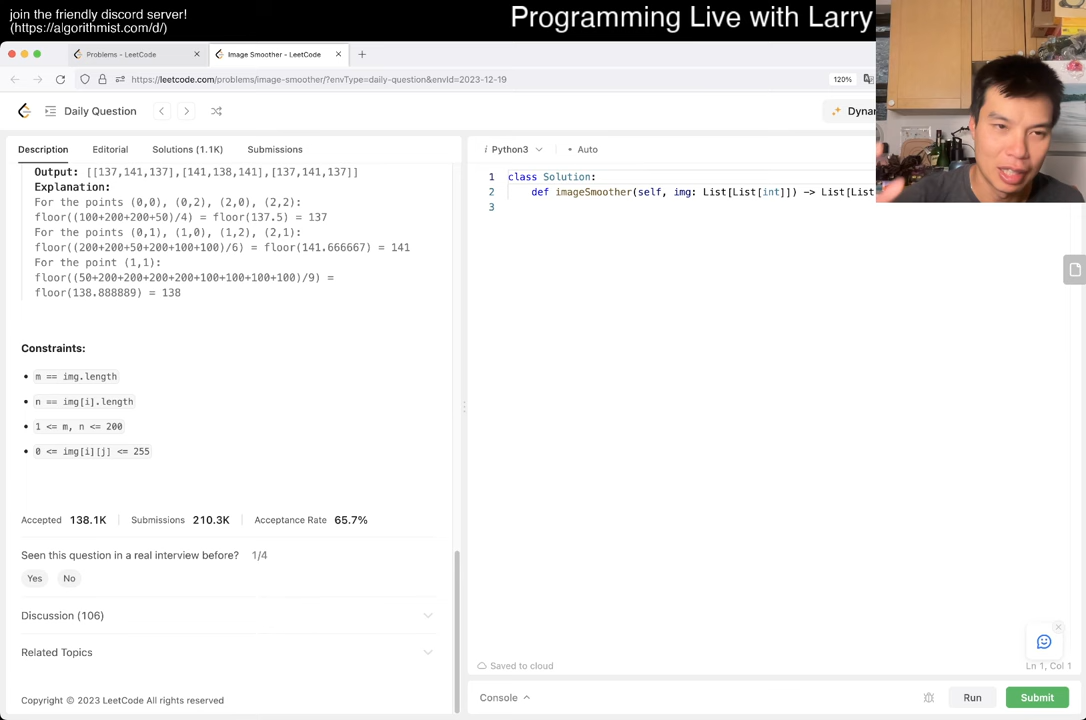 join the friendly discord server!
(https://algorithmist.com/d/)
Programming Live with Larry
Problems - LeetCode
Image Smoother - LeetCode
https://leetcode.com/problems/image-smoother/?envType=daily-question&envId=2023-12-19
120%
Daily Question
Dynam
Description
Editorial
Solutions (1.1K)
Submissions
Output: [[137,141,137],[141,138,141],[137,141,137]]
Explanation:
For the points (0,0), (0,2), (2,0), (2,2):
floor((100+200+200+50)/4) = floor(137.5) = 137
For the points (0,1), (1,0), (1,2), (2,1):
floor((200+200+50+200+100+100)/6) = floor(141.666667) = 141
For the point (1,1):
floor((50+200+200+200+200+100+100+100+100)/9) =
floor(138.888889) = 138
Constraints:
• m == img.length
• n == img[i].length
• 1 <= m, n <= 200
• 0 <= img[i][j] <= 255
Accepted 138.1K Submissions 210.3K Acceptance Rate 65.7%
Seen this question in a real interview before? 1/4
Yes No
Discussion (106)
Related Topics
Copyright © 2023 LeetCode All rights reserved
i Python3 • Auto
1 class Solution:
2 def imageSmoother(self, img: List[List[int]]) -> List[List
3
Saved to cloud
Ln 1, Col 1
Console
Run
Submit